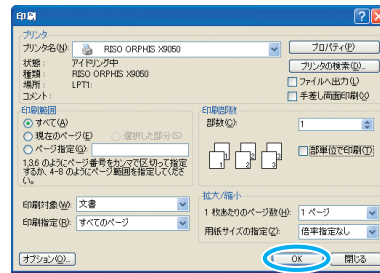 印刷
プリンタ
プリンタ名(N): RISO ORPHIS X9050 プロパティ(P)
状態: アイドリング中 プリンタの検索(D)...
種類: RISO ORPHIS X9050 ファイルへ出力(L)
場所: LPT1: 手差し両面印刷(X)
コメント:
印刷範囲
すべて(A)
現在のページ(E) 選択した部分(S)
ページ指定(G):
1,3,6 のようにページ番号をカンマで区切って指定
するか、4-8 のようにページ範囲を指定してくださ
い。
印刷部数
部数(C): 1
1 1 2 2 3 3
部単位で印刷(T)
印刷対象(W): 文書
印刷指定(R): すべてのページ
拡大/縮小
1 枚あたりのページ数(H): 1 ページ
用紙サイズの指定(Z): 倍率指定なし
オプション(O)... OK 閉じる